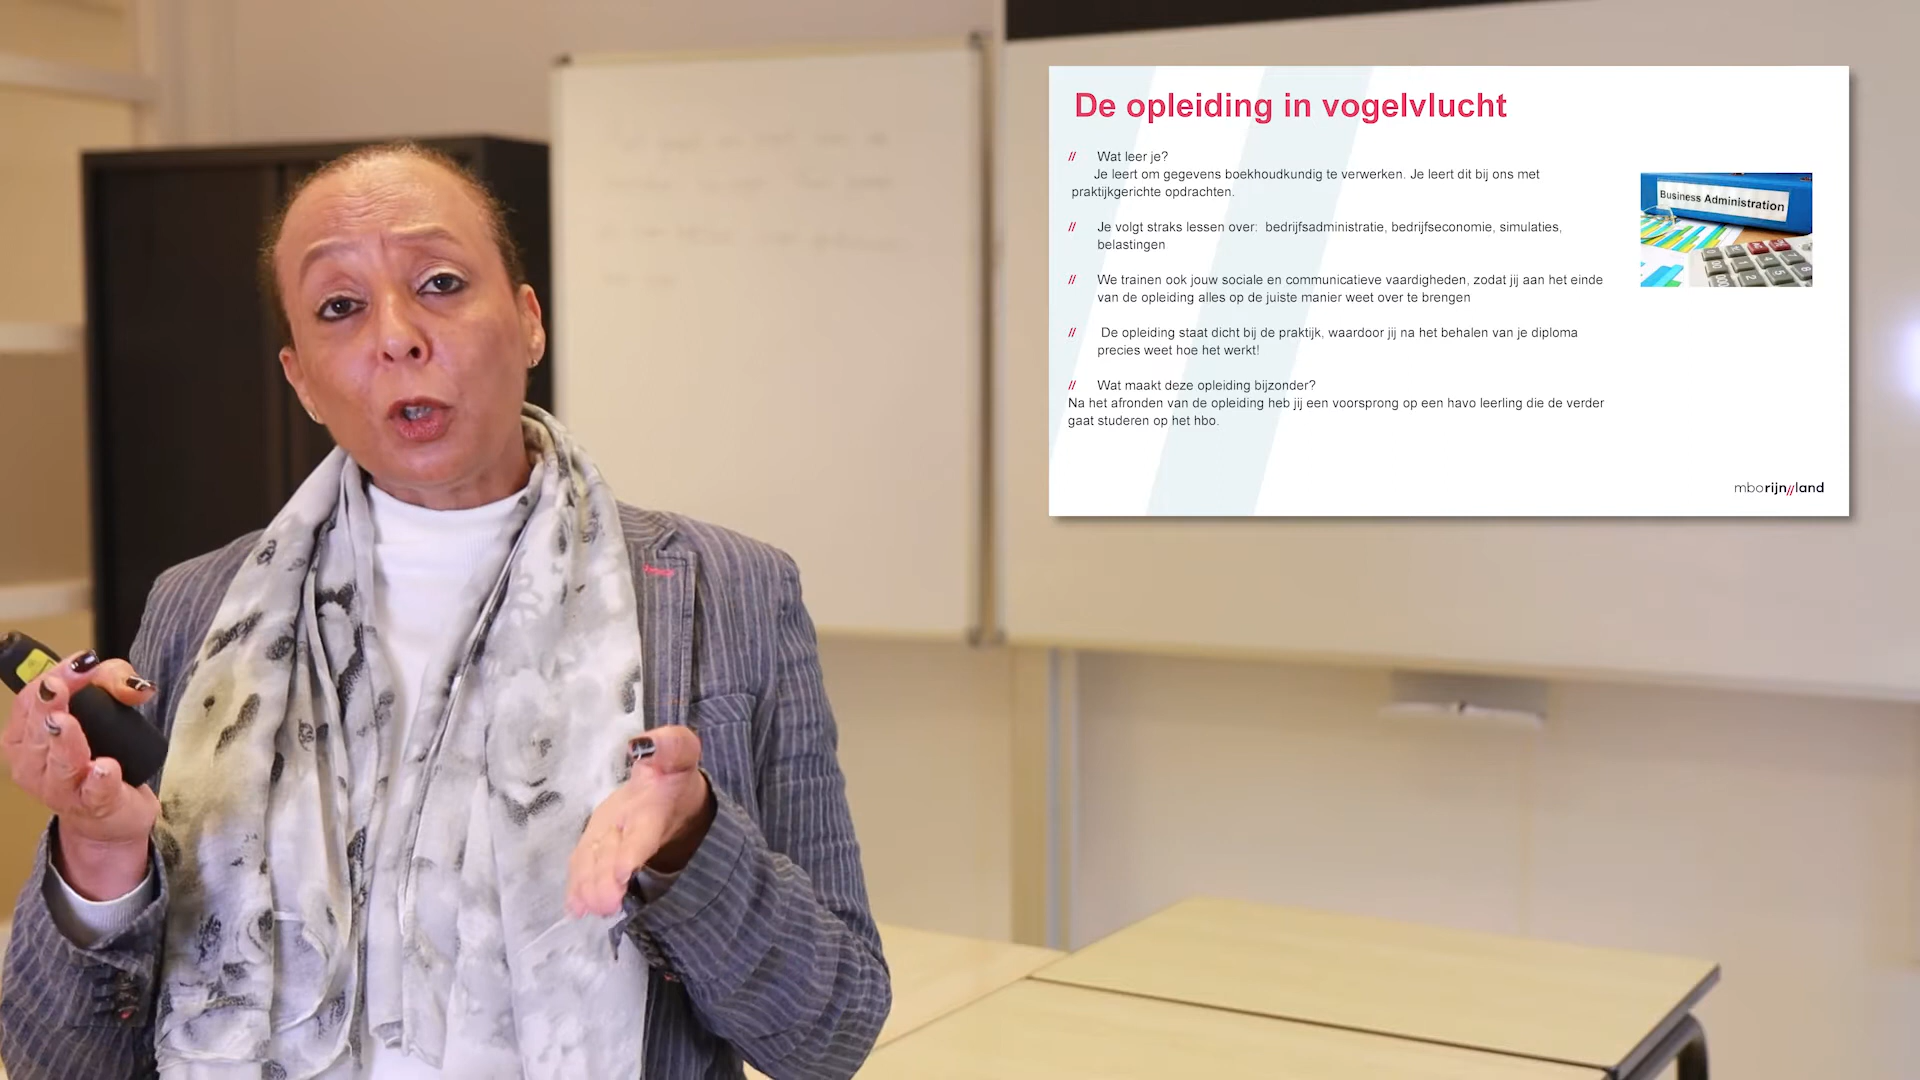 De opleiding in vogelvlucht
// Wat leer je?
Je leert om gegevens boekhoudkundig te verwerken. Je leert dit bij ons met
praktijkgerichte opdrachten.
// Je volgt straks lessen over: bedrijfsadministratie, bedrijfseconomie, simulaties,
belastingen
// We trainen ook jouw sociale en communicatieve vaardigheden, zodat jij aan het einde
van de opleiding alles op de juiste manier weet over te brengen
// De opleiding staat dicht bij de praktijk, waardoor jij na het behalen van je diploma
precies weet hoe het werkt!
// Wat maakt deze opleiding bijzonder?
Na het afronden van de opleiding heb jij een voorsprong op een havo leerling die de verder
gaat studeren op het hbo.
Business Administration
mborijn//land